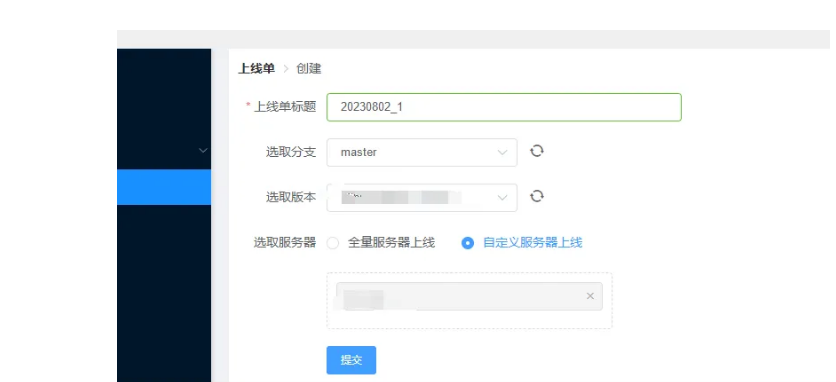 上线单 > 创建
* 上线单标题 20230802_1
选取分支 master
选取版本
选取服务器 全量服务器上线 自定义服务器上线
提交